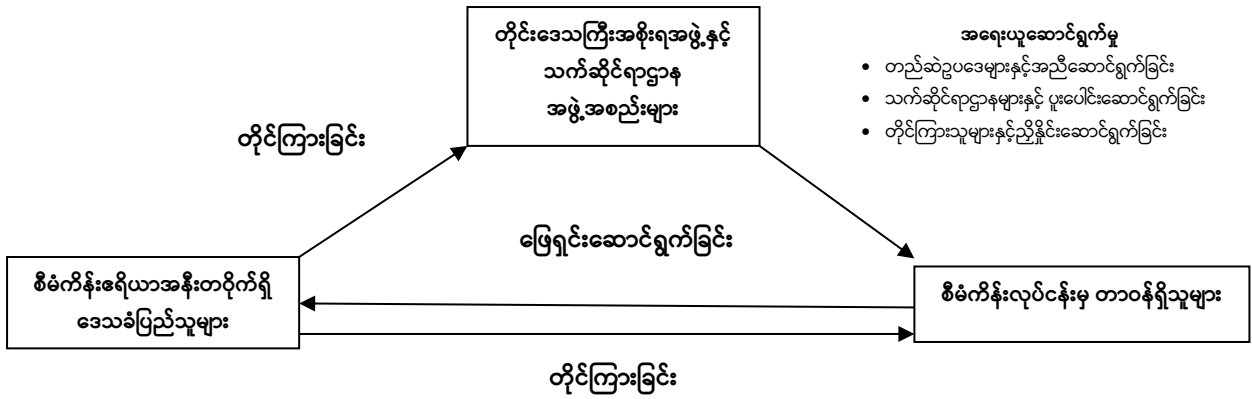 တိုင်းဒေသကြီးအစိုးရအဖွဲ့နှင့်
သက်ဆိုင်ရာဌာန
အဖွဲ့အစည်းများ
အရေးယူဆောင်ရွက်မှု
• တည်ဆဲဥပဒေများနှင့်အညီဆောင်ရွက်ခြင်း
• သက်ဆိုင်ရာဌာနများနှင့် ပူးပေါင်းဆောင်ရွက်ခြင်း
• တိုင်ကြားသူများနှင့်ညှိနှိုင်းဆောင်ရွက်ခြင်း
တိုင်ကြားခြင်း
ဖြေရှင်းဆောင်ရွက်ခြင်း
စီမံကိန်းဧရိယာအနီးတဝိုက်ရှိ
ဒေသခံပြည်သူများ
စီမံကိန်းလုပ်ငန်းမှ တာဝန်ရှိသူများ
တိုင်ကြားခြင်း